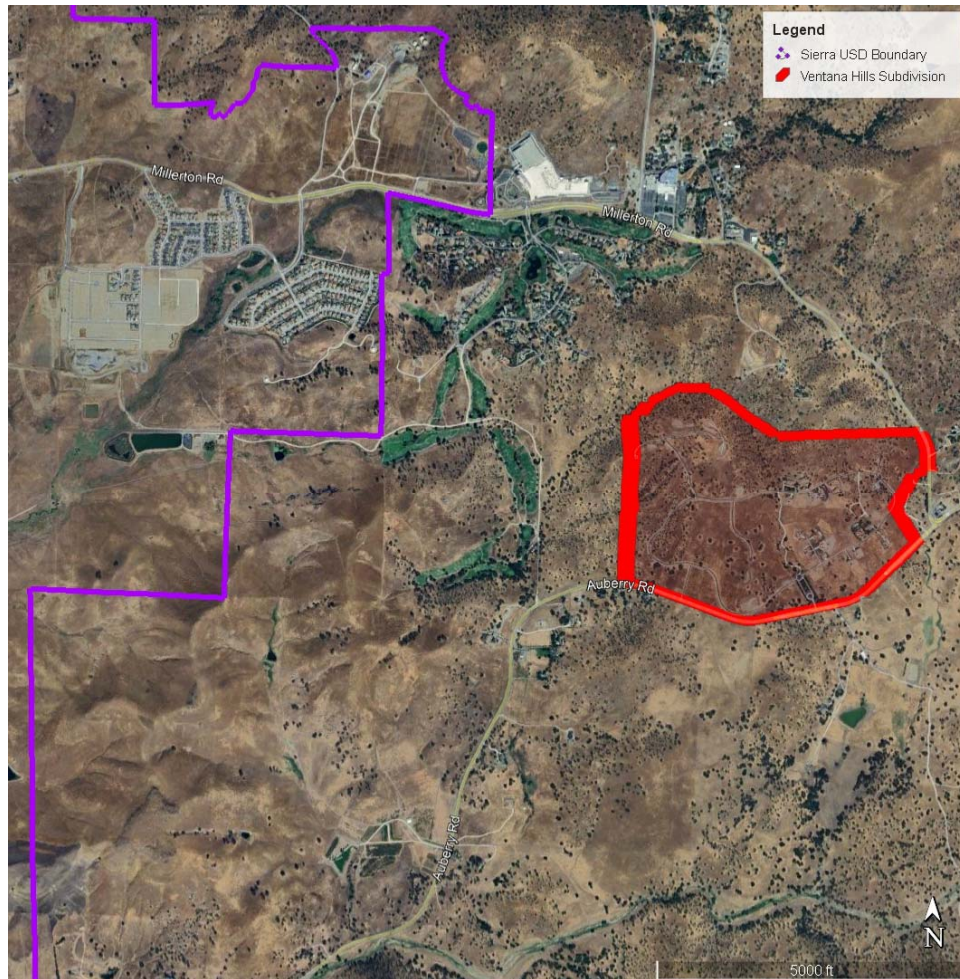 Legend
Sierra USD Boundary
Ventana Hills Subdivision
Millerton Rd
Millerton Rd
Auberry Rd
Auberry Rd
N
5000 ft